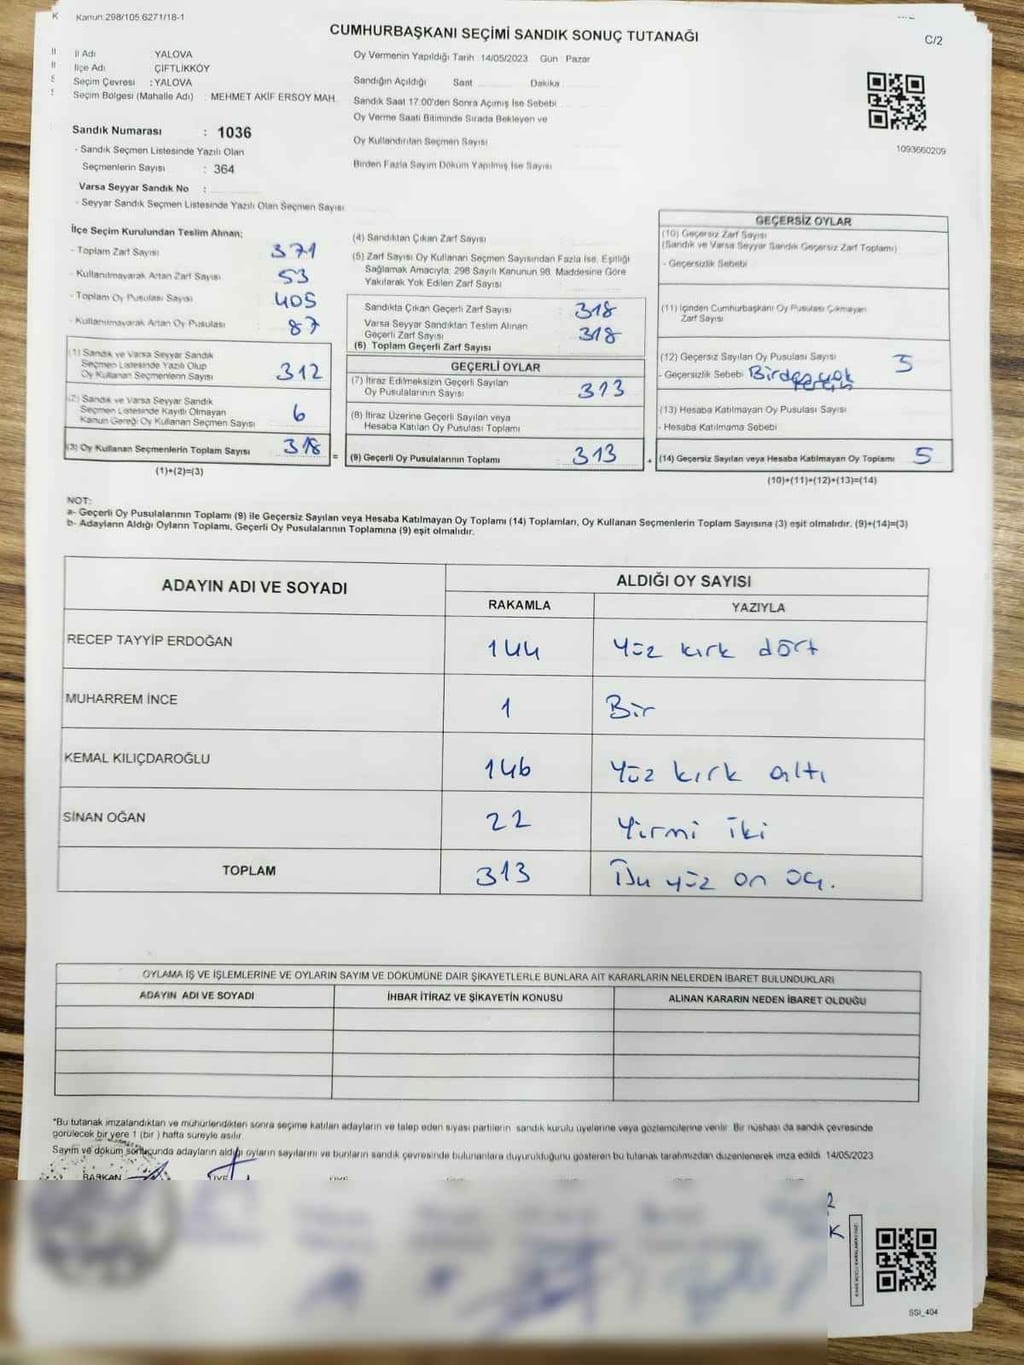 K Kanun:298/105 6271/18-1
CUMHURBAŞKANI SEÇİMİ SANDIK SONUÇ TUTANAĞI
C/2
İl Adı YALOVA
İlçe Adı ÇİFTLİKKÖY
Seçim Çevresi : YALOVA
Seçim Bölgesi (Mahalle Adı) : MEHMET AKİF ERSOY MAH.
Sandık Numarası : 1036
- Sandık Seçmen Listesinde Yazılı Olan
Seçmenlerin Sayısı : 364
Varsa Seyyar Sandık No :
- Seyyar Sandık Seçmen Listesinde Yazılı Olan Seçmen Sayısı
Oy Vermenin Yapıldığı Tarih 14/05/2023 Gün Pazar
Sandığın Açıldığı Saat Dakika
Sandık Saat 17:00'den Sonra Açılmış İse Sebebi
Oy Verme Saati Bitiminde Sırada Bekleyen ve
Oy Kullandırılan Seçmen Sayısı
Birden Fazla Sayım Döküm Yapılmış İse Sayısı
1093660209
İlçe Seçim Kurulundan Teslim Alınan;
- Toplam Zarf Sayısı 371
- Kullanılmayarak Artan Zarf Sayısı 53
- Toplam Oy Pusulası Sayısı 405
- Kullanılmayarak Artan Oy Pusulası 87
(1) Sandık ve Varsa Seyyar Sandık
Seçmen Listesinde Yazılı Olup
Oy Kullanan Seçmenlerin Sayısı 312
(2) Sandık ve Varsa Seyyar Sandık
Seçmen Listesinde Kayıtlı Olmayan
Kanun Gereği Oy Kullanan Seçmen Sayısı 6
(3) Oy Kullanan Seçmenlerin Toplam Sayısı 318
(1)+(2)=(3)
=
(4) Sandıktan Çıkan Zarf Sayısı
(5) Zarf Sayısı Oy Kullanan Seçmen Sayısından Fazla İse, Eşitliği
Sağlamak Amacıyla; 298 Sayılı Kanunun 98. Maddesine Göre
Yakılarak Yok Edilen Zarf Sayısı
Sandıkta Çıkan Geçerli Zarf Sayısı 318
Varsa Seyyar Sandıktan Teslim Alınan
Geçerli Zarf Sayısı 318
(6) Toplam Geçerli Zarf Sayısı
GEÇERLİ OYLAR
(7) İtiraz Edilmeksizin Geçerli Sayılan
Oy Pusulalarının Sayısı 313
(8) İtiraz Üzerine Geçerli Sayılan veya
Hesaba Katılan Oy Pusulası Toplamı
(9) Geçerli Oy Pusulalarının Toplamı 313
+
GEÇERSİZ OYLAR
(10) Geçersiz Zarf Sayısı
(Sandık ve Varsa Seyyar Sandık Geçersiz Zarf Toplamı)
- Geçersizlik Sebebi
(11) İçinden Cumhurbaşkanı Oy Pusulası Çıkmayan
Zarf Sayısı
(12) Geçersiz Sayılan Oy Pusulası Sayısı 5
- Geçersizlik Sebebi Birden çok
tercih
(13) Hesaba Katılmayan Oy Pusulası Sayısı
- Hesaba Katılmama Sebebi
(14) Geçersiz Sayılan veya Hesaba Katılmayan Oy Toplamı 5
(10)+(11)+(12)+(13)=(14)
NOT:
a- Geçerli Oy Pusulalarının Toplamı (9) ile Geçersiz Sayılan veya Hesaba Katılmayan Oy Toplamı (14) Toplamları, Oy Kullanan Seçmenlerin Toplam Sayısına (3) eşit olmalıdır. (9)+(14)=(3)
b- Adayların Aldığı Oyların Toplamı, Geçerli Oy Pusulalarının Toplamına (9) eşit olmalıdır.
ADAYIN ADI VE SOYADI ALDIĞI OY SAYISI
RAKAMLA YAZIYLA
RECEP TAYYİP ERDOĞAN 144 Yüz kırk dört
MUHARREM İNCE 1 Bir
KEMAL KILIÇDAROĞLU 146 Yüz kırk altı
SİNAN OĞAN 22 Yirmi iki
TOPLAM 313 yüz on üç.
OYLAMA İŞ VE İŞLEMLERİNE VE OYLARIN SAYIM VE DÖKÜMÜNE DAİR ŞİKAYETLERLE BUNLARA AİT KARARLARIN NELERDEN İBARET BULUNDUKLARI
ADAYIN ADI VE SOYADI İHBAR İTİRAZ VE ŞİKAYETİN KONUSU ALINAN KARARIN NEDEN İBARET OLDUĞU
*Bu tutanak imzalandıktan ve mühürlendikten sonra seçime katılan adayların ve talep eden siyasi partilerin sandık kurulu üyelerine veya gözlemcilerine verilir. Bir nüshası da sandık çevresinde
görülecek bir yere 1 (bir) hafta süreyle asılır.
Sayım ve döküm sonucunda adayların aldığı oyların sayılarını ve bunların sandık çevresinde bulunanlara duyurulduğunu gösteren bu tutanak tarafımızdan düzenlenerek imza edildi. 14/05/2023
BAŞKAN ÜYE
K
SSI_404